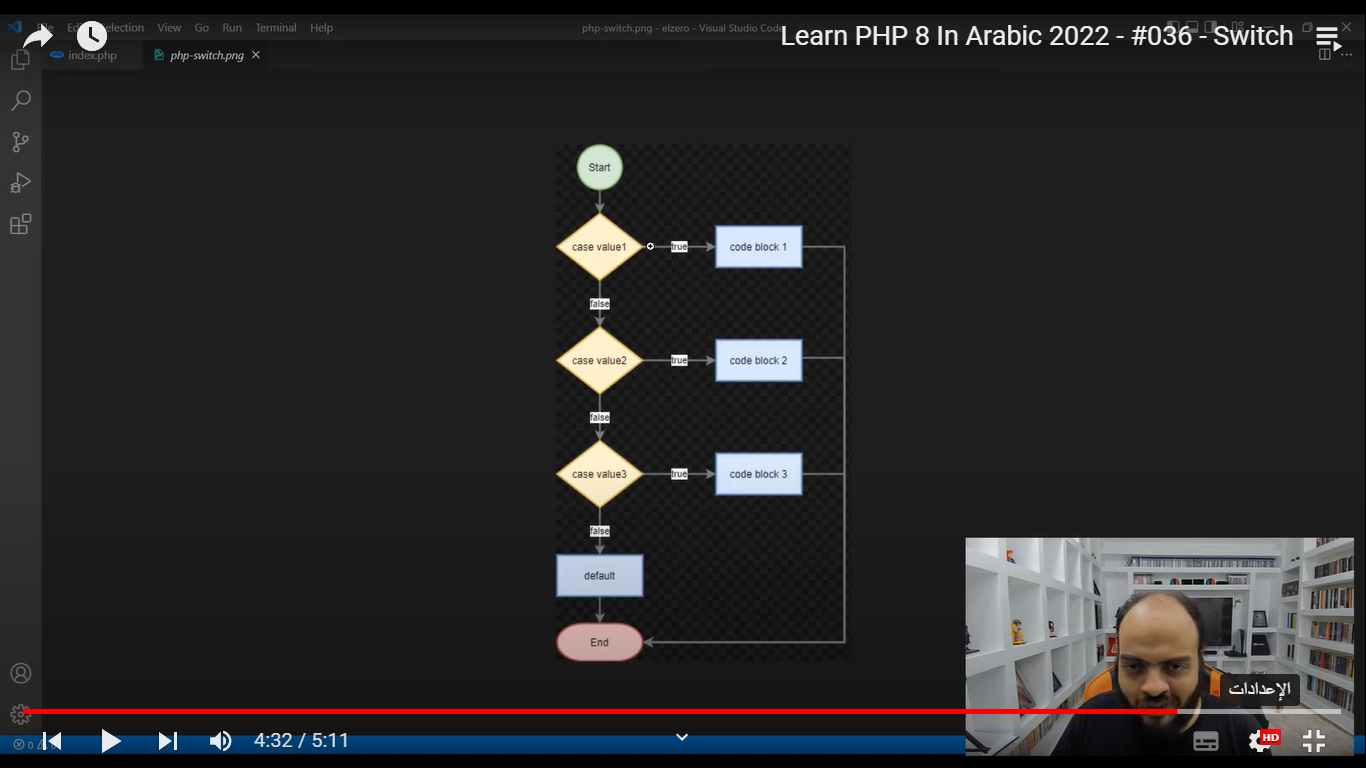 File Edit Selection View Go Run Terminal Help
php-switch.png - elzero - Visual Studio Code
Learn PHP 8 In Arabic 2022 - #036 - Switch
index.php
php-switch.png
Start
case value1
true
code block 1
false
case value2
true
code block 2
false
case value3
true
code block 3
false
default
End
الإعدادات
4:32 / 5:11
HD